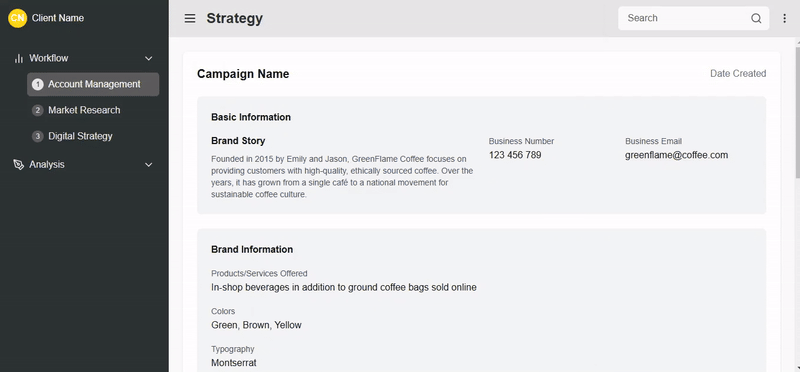 CN Client Name
Strategy
Search
Workflow
1 Account Management
2 Market Research
3 Digital Strategy
Analysis
Campaign Name
Date Created
Basic Information
Brand Story
Founded in 2015 by Emily and Jason, GreenFlame Coffee focuses on
providing customers with high-quality, ethically sourced coffee. Over the
years, it has grown from a single café to a national movement for
sustainable coffee culture.
Business Number
123 456 789
Business Email
greenflame@coffee.com
Brand Information
Products/Services Offered
In-shop beverages in addition to ground coffee bags sold online
Colors
Green, Brown, Yellow
Typography
Montserrat